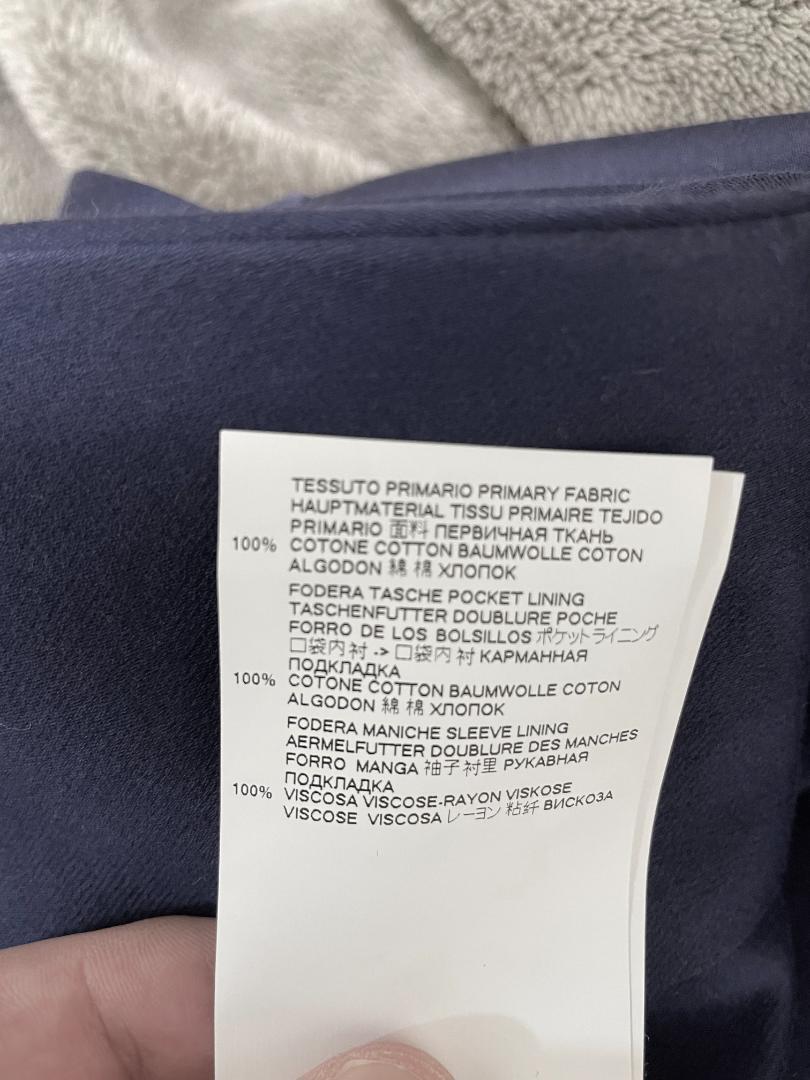 TESSUTO PRIMARIO PRIMARY FABRIC
HAUPTMATERIAL TISSU PRIMAIRE TEJIDO
PRIMARIO 面料 ПЕРВИЧНАЯ ТКАНЬ
100% COTONE COTTON BAUMWOLLE COTON
ALGODON 綿 棉 ХЛОПОК
FODERA TASCHE POCKET LINING
TASCHENFUTTER DOUBLURE POCHE
FORRO DE LOS BOLSILLOS ポケットライニング
口袋内衬 -> 口袋内衬 КАРМАННАЯ
ПОДКЛАДКА
100% COTONE COTTON BAUMWOLLE COTON
ALGODON 綿 棉 ХЛОПОК
FODERA MANICHE SLEEVE LINING
AERMELFUTTER DOUBLURE DES MANCHES
FORRO MANGA 袖子衬里 РУКАВНАЯ
ПОДКЛАДКА
100% VISCOSA VISCOSE-RAYON VISKOSE
VISCOSE VISCOSA レーヨン 粘纤 ВИСКОЗА